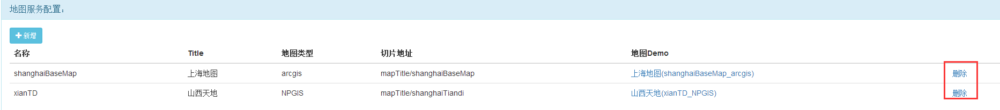 地图服务配置：
新增
名称 Title 地图类型 切片地址 地图Demo
shanghaiBaseMap 上海地图 arcgis mapTitle/shanghaiBaseMap 上海地图(shanghaiBaseMap_arcgis) 删除
xianTD 山西天地 NPGIS mapTitle/shanghaiTiandi 山西天地(xianTD_NPGIS) 删除